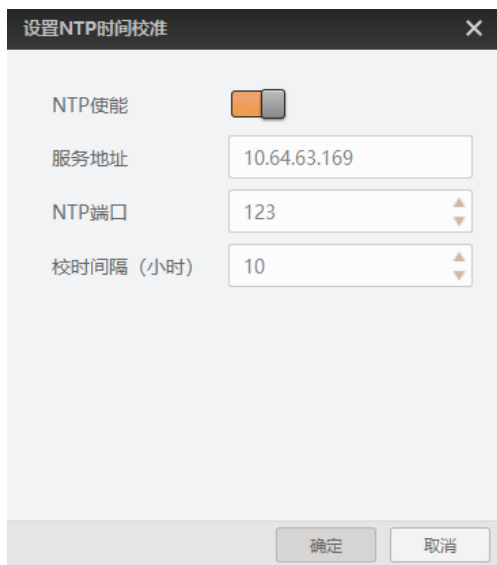 设置NTP时间校准
NTP使能
服务地址 10.64.63.169
NTP端口 123
校时间隔（小时） 10
确定 取消